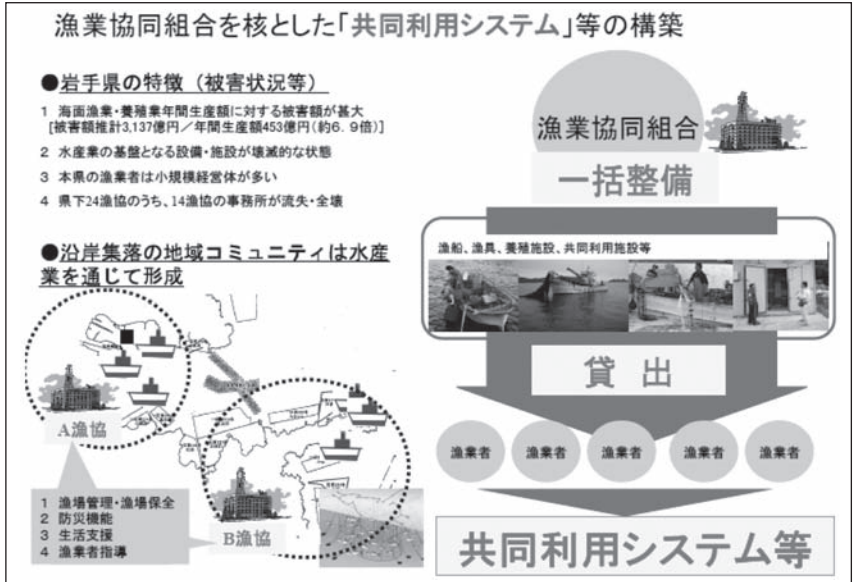 漁業協同組合を核とした「共同利用システム」等の構築
●岩手県の特徴（被害状況等）
1 海面漁業・養殖業年間生産額に対する被害額が甚大
[被害額推計3,137億円／年間生産額453億円（約6．9倍）]
2 水産業の基盤となる設備・施設が壊滅的な状態
3 本県の漁業者は小規模経営体が多い
4 県下24漁協のうち、14漁協の事務所が流失・全壊
●沿岸集落の地域コミュニティは水産
業を通じて形成
A漁協
B漁協
1 漁場管理・漁場保全
2 防災機能
3 生活支援
4 漁業者指導
漁業協同組合
一括整備
漁船、漁具、養殖施設、共同利用施設等
貸 出
漁業者 漁業者 漁業者 漁業者 漁業者
共同利用システム等